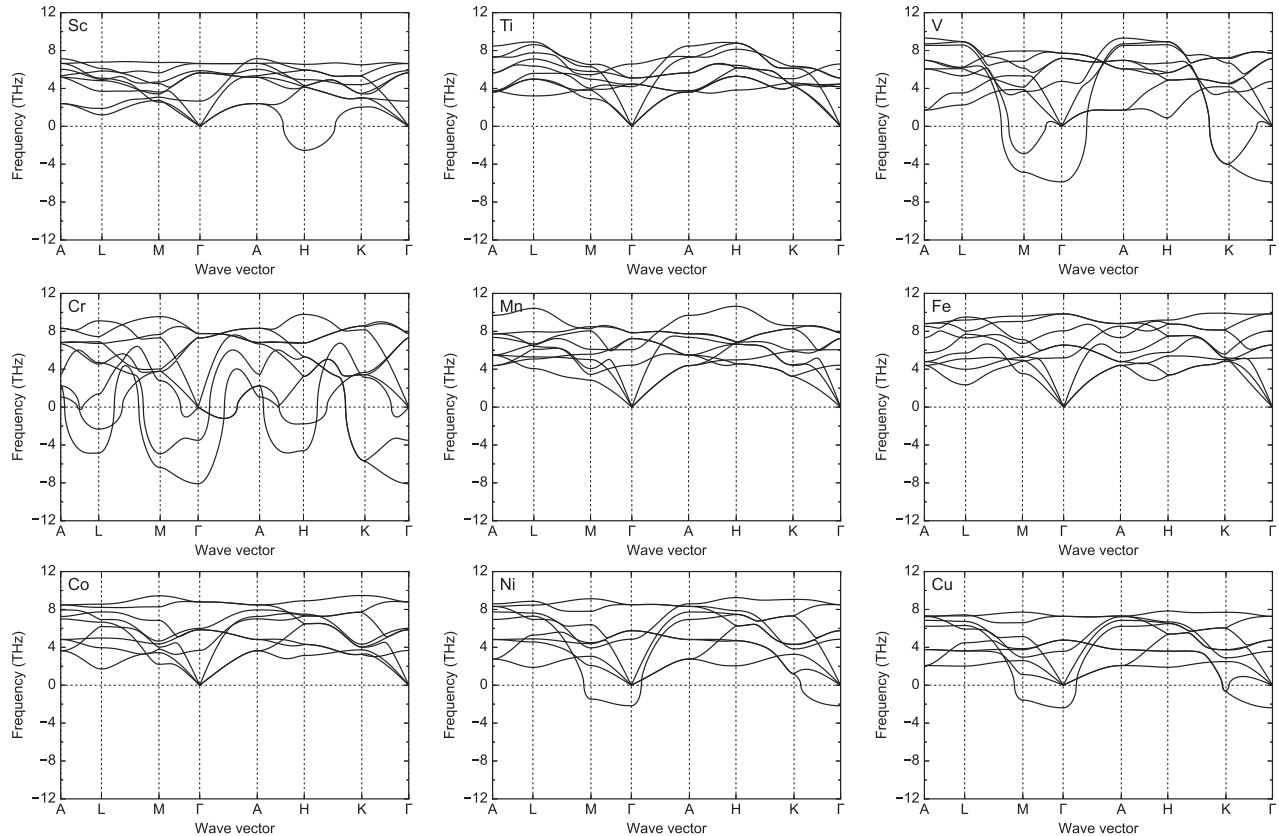 Sc
12
8
4
0
−4
−8
−12
Frequency (THz)
A L M Γ A H K Γ
Wave vector
Ti
12
8
4
0
−4
−8
−12
Frequency (THz)
A L M Γ A H K Γ
Wave vector
V
12
8
4
0
−4
−8
−12
Frequency (THz)
A L M Γ A H K Γ
Wave vector
Cr
12
8
4
0
−4
−8
−12
Frequency (THz)
A L M Γ A H K Γ
Wave vector
Mn
12
8
4
0
−4
−8
−12
Frequency (THz)
A L M Γ A H K Γ
Wave vector
Fe
12
8
4
0
−4
−8
−12
Frequency (THz)
A L M Γ A H K Γ
Wave vector
Co
12
8
4
0
−4
−8
−12
Frequency (THz)
A L M Γ A H K Γ
Wave vector
Ni
12
8
4
0
−4
−8
−12
Frequency (THz)
A L M Γ A H K Γ
Wave vector
Cu
12
8
4
0
−4
−8
−12
Frequency (THz)
A L M Γ A H K Γ
Wave vector